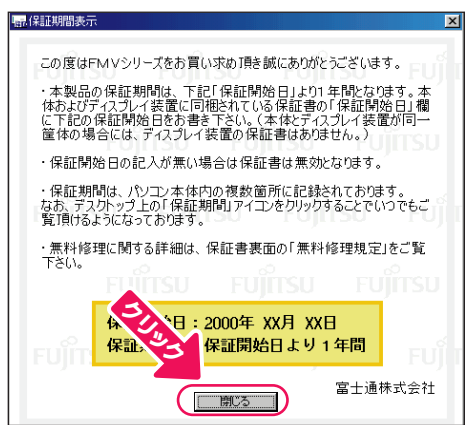 保証期間表示
この度はFMVシリーズをお買い求め頂き誠にありがとうございます。
・本製品の保証期間は、下記「保証開始日」より1年間となります。本
体およびディスプレイ装置に同梱されている保証書の「保証開始日」欄
に下記の保証開始日をお書き下さい。（本体とディスプレイ装置が同一
筐体の場合には、ディスプレイ装置の保証書はありません。）
・保証開始日の記入が無い場合は保証書は無効となります。
・保証期間は、パソコン本体内の複数箇所に記録されております。
なお、デスクトップ上の「保証期間」アイコンをクリックすることでいつでもご
覧頂けるようになっております。
・無料修理に関する詳細は、保証書裏面の「無料修理規定」をご覧
下さい。
FUJITSU FUJITSU FUJITSU
日：2000年 XX月 XX日
保証 保証開始日より１年間
クリック
富士通株式会社
閉じる